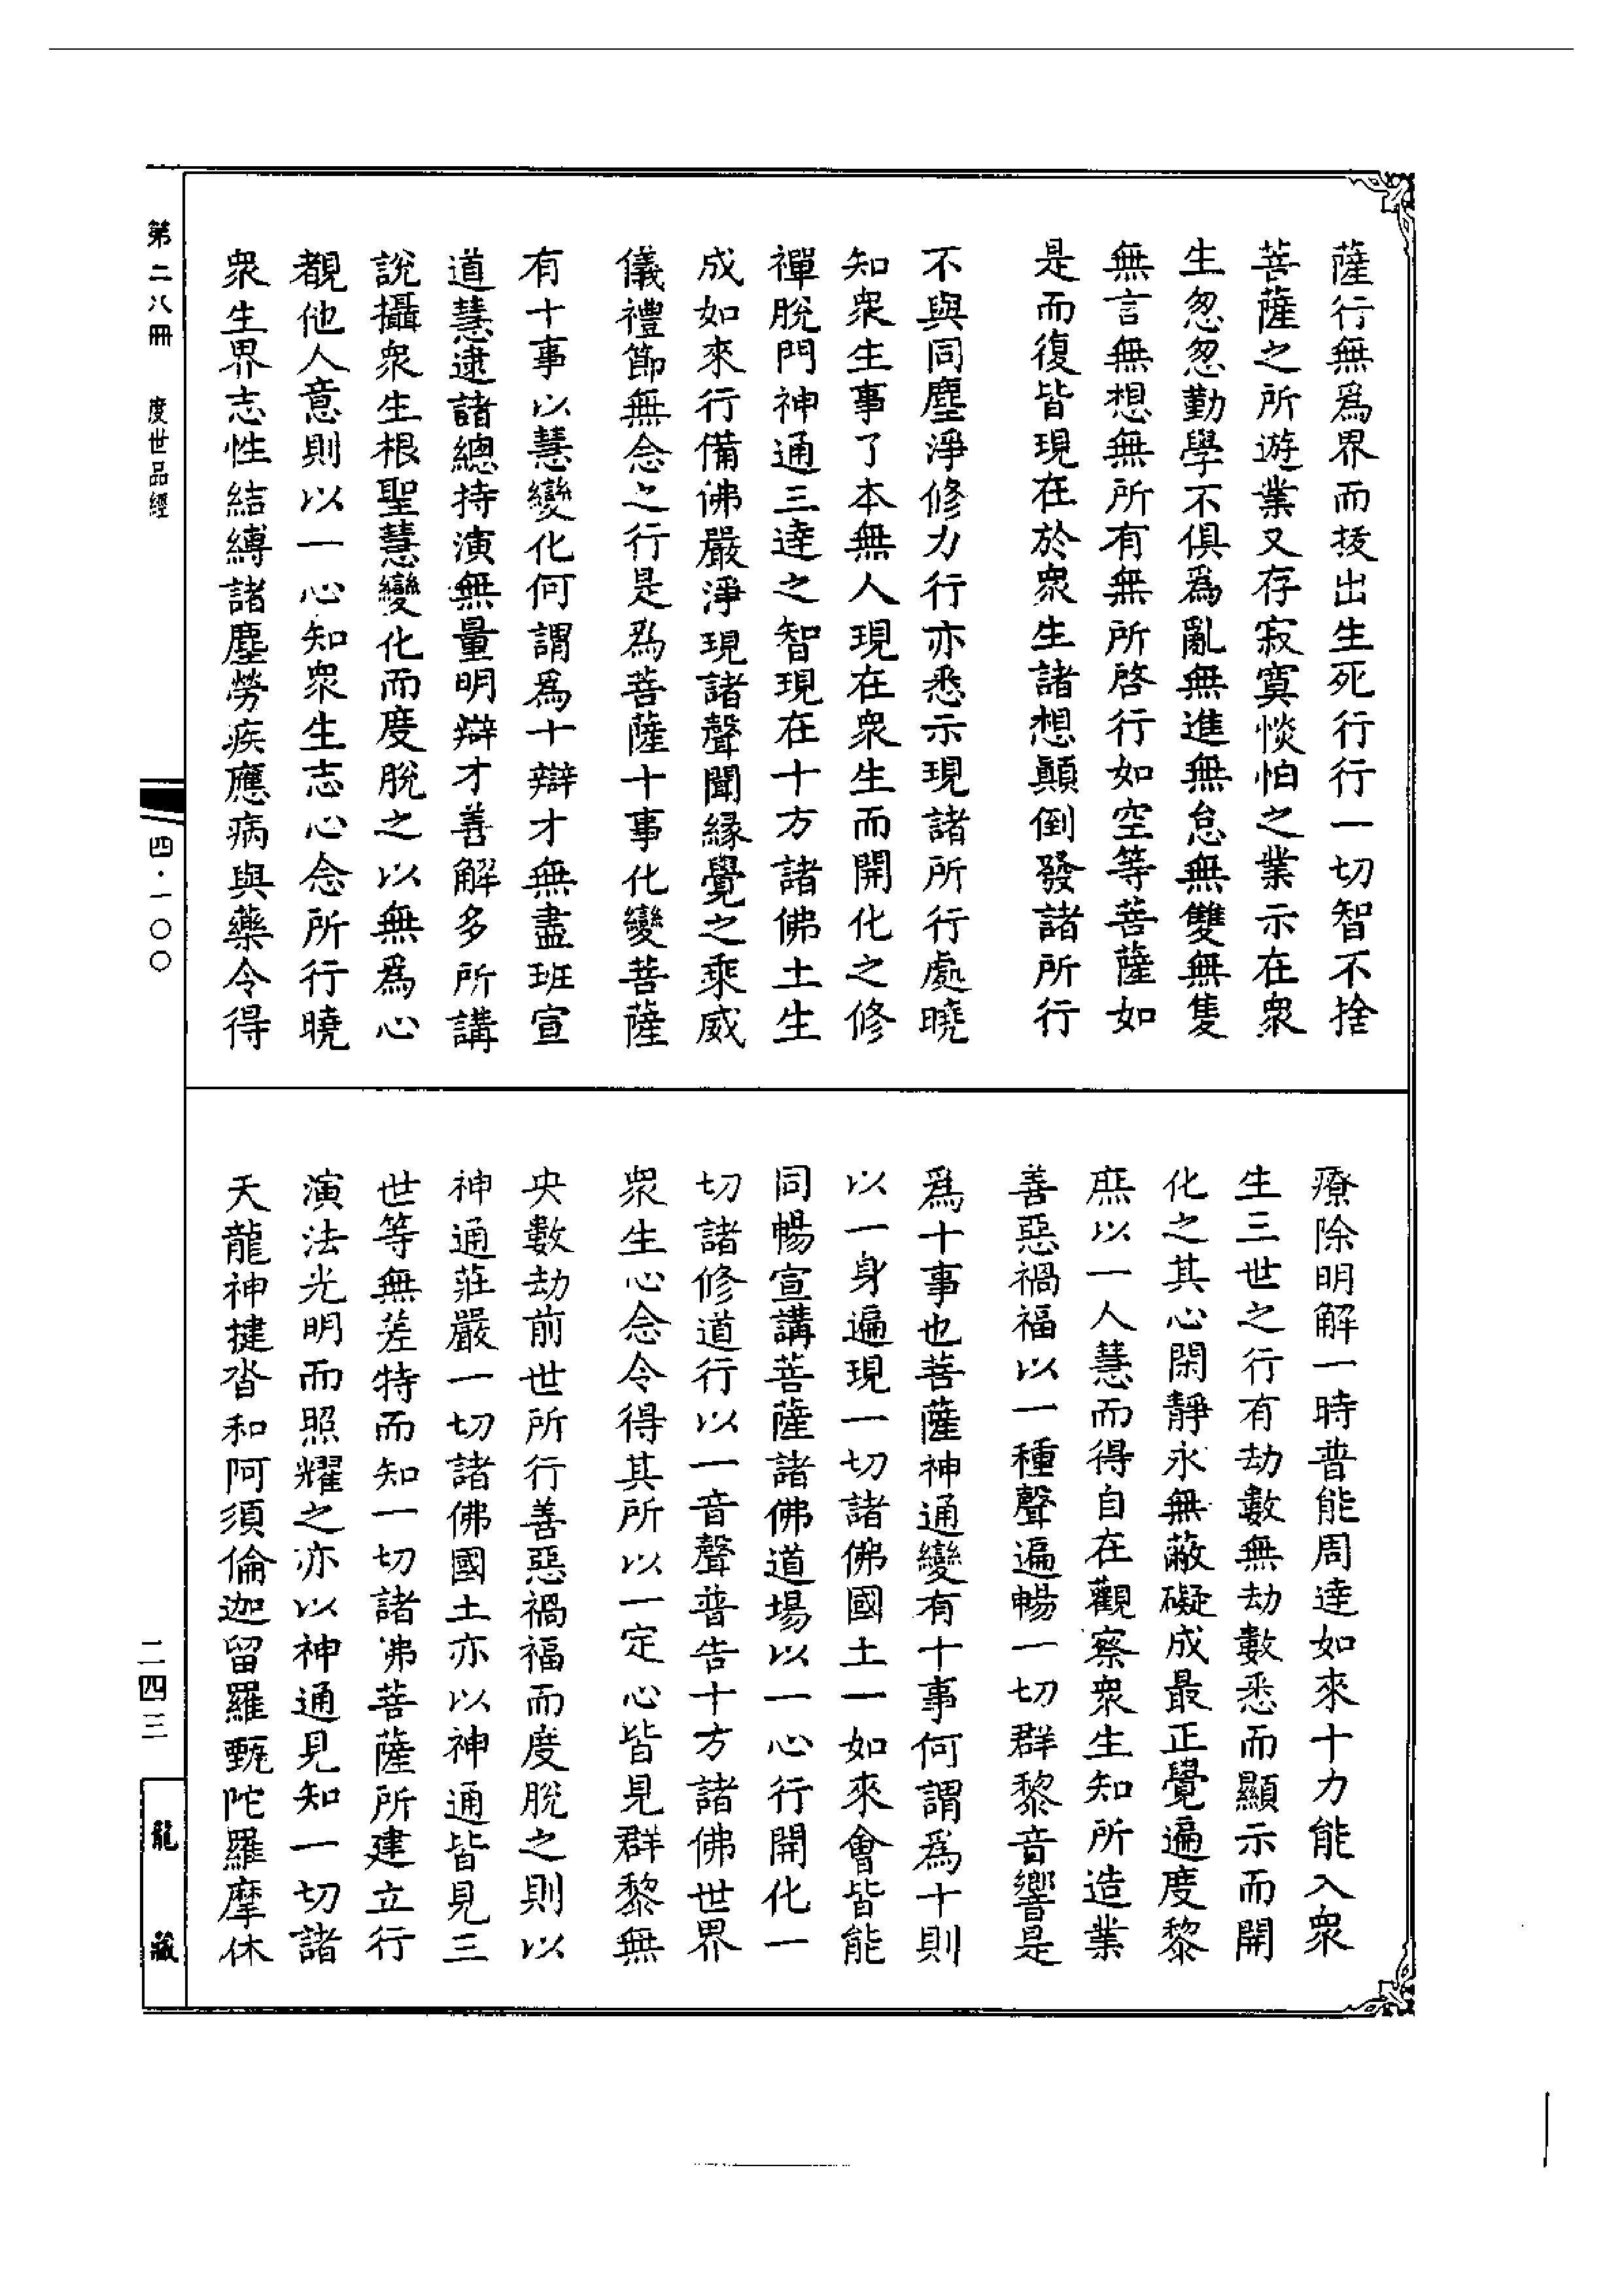 薩行無爲界而拔出生死行行一切智不捨
菩薩之所遊業又存寂寞惔怕之業示在衆
生忽忽勤學不俱爲亂無進無怠無雙無隻
無言無想無所有無所啓行如空等菩薩如
是而復皆現在於衆生諸想顚倒發諸所行
不與同塵淨修力行亦悉示現諸所行處曉
知衆生事了本無人現在衆生而開化之修
禪脫門神通三達之智現在十方諸佛土生
成如來行備佛嚴淨現諸聲聞緣覺之乘威
儀禮節無念之行是爲菩薩十事化變菩薩
有十事以慧變化何謂爲十辯才無盡班宣
道慧逮諸總持演無量明辯才善解多所講
說攝衆生根聖慧變化而度脫之以無爲心
覩他人意則以一心知衆生志心念所行曉
衆生界志性結縛諸塵勞疾應病與藥令得
療除明解一時普能周達如來十力能入衆
生三世之行有劫數無劫數悉而顯示而開
化之其心閑靜永無蔽礙成最正覺遍度黎
庶以一人慧而得自在觀察衆生知所造業
善惡禍福以一種聲遍暢一切群黎音響是
爲十事也菩薩神通變有十事何謂爲十則
以一身遍現一切諸佛國土一如來會皆能
同暢宣講菩薩諸佛道場以一心行開化一
切諸修道行以一音聲普告十方諸佛世界
衆生心念令得其所以一定心皆見群黎無
央數劫前世所行善惡禍福而度脫之則以
神通莊嚴一切諸佛國土亦以神通皆見三
世等無差特而知一切諸佛菩薩所建立行
演法光明而照耀之亦以神通見知一切諸
天龍神揵沓和阿須倫迦留羅甄陀羅摩休
第二八冊 度世品經
四·一〇〇
二四三
龍藏